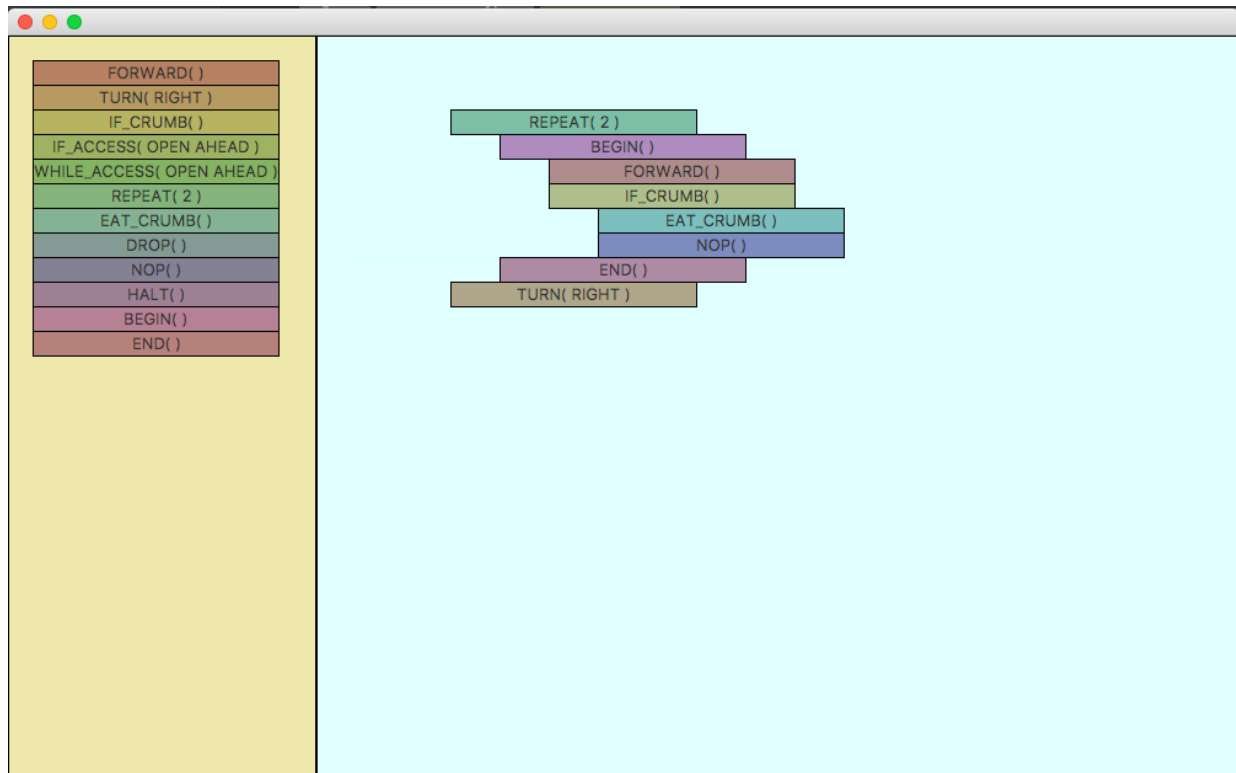 FORWARD( )
TURN( RIGHT )
IF_CRUMB( )
IF_ACCESS( OPEN AHEAD )
WHILE_ACCESS( OPEN AHEAD )
REPEAT( 2 )
EAT_CRUMB( )
DROP( )
NOP( )
HALT( )
BEGIN( )
END( )
REPEAT( 2 )
BEGIN( )
FORWARD( )
IF_CRUMB( )
EAT_CRUMB( )
NOP( )
END( )
TURN( RIGHT )